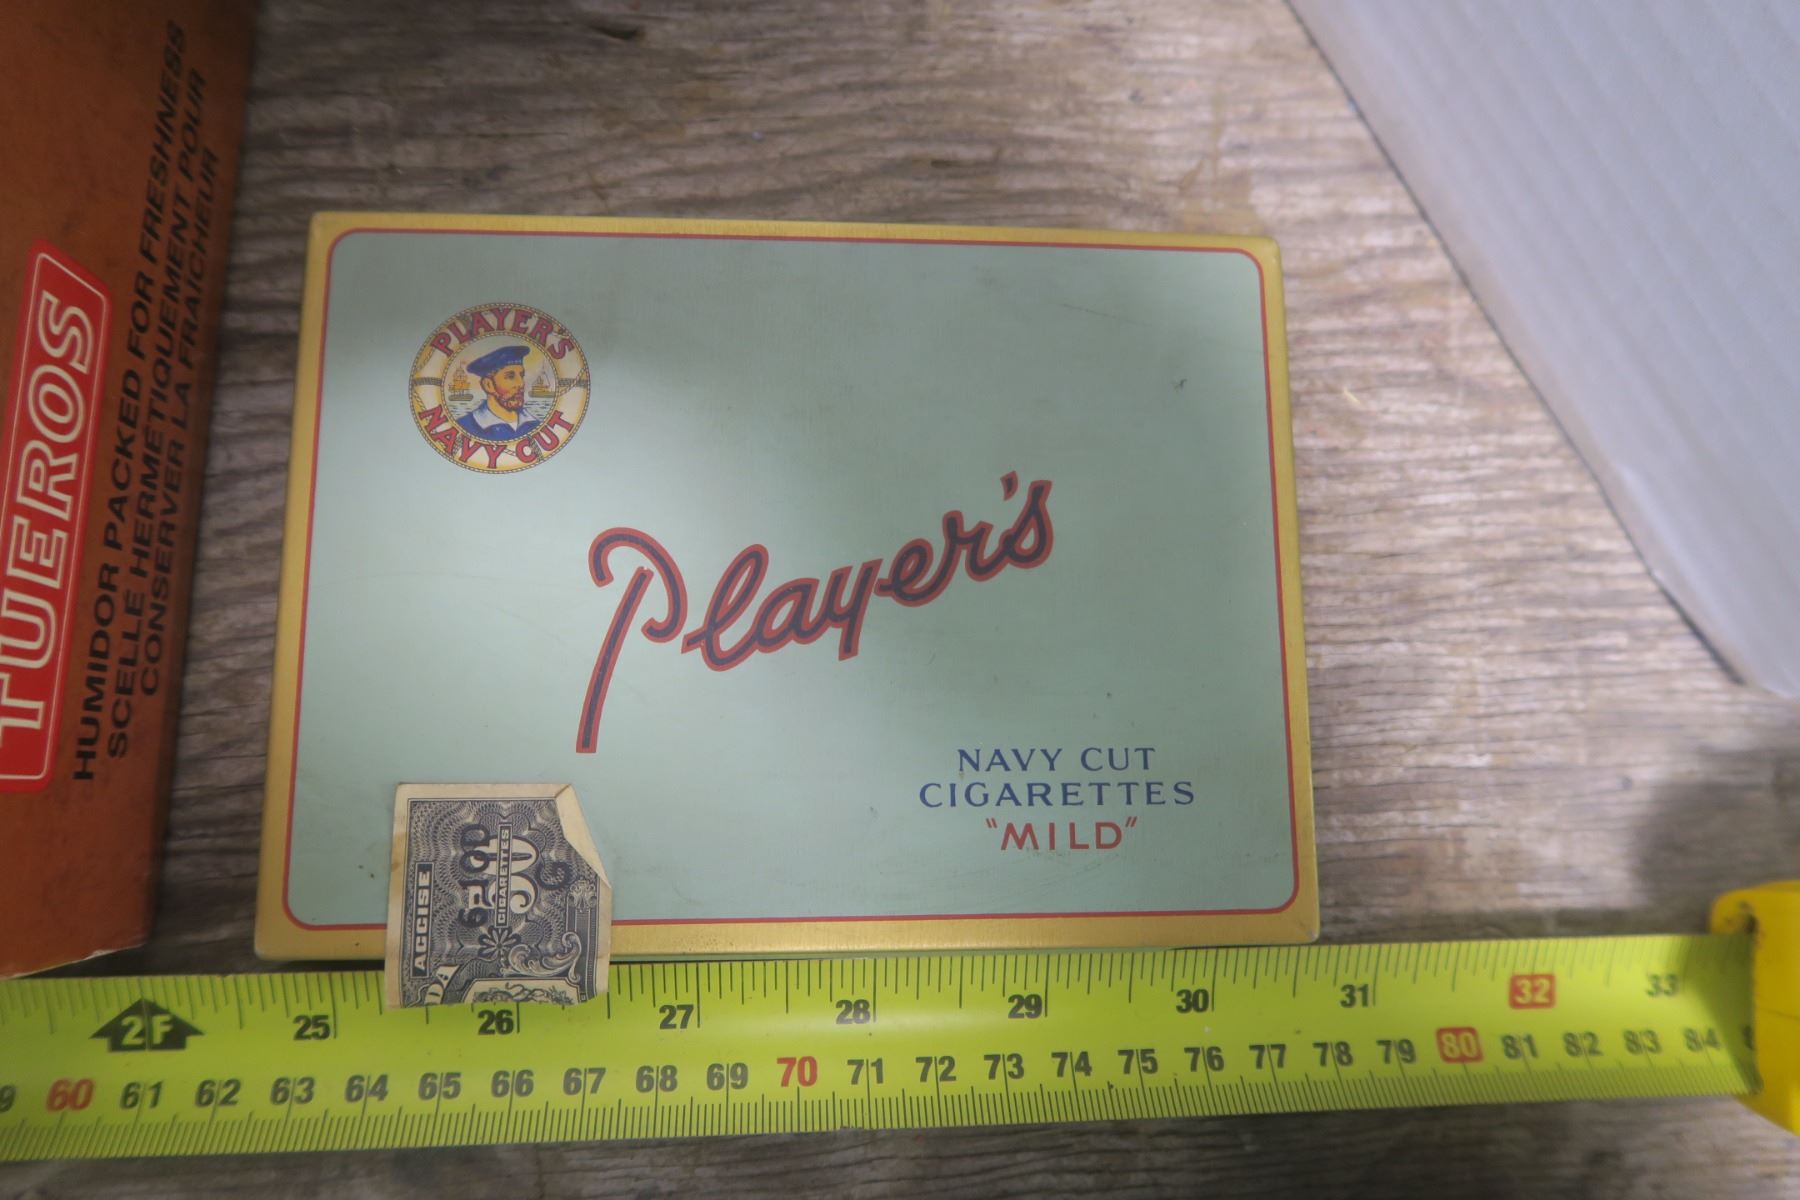 TUEROS
HUMIDOR PACKED FOR FRESHNESS
SCELLE HERMÉTIQUEMENT POUR
CONSERVER LA FRAICHEUR
PLAYER'S
NAVY CUT
Player's
NAVY CUT
CIGARETTES
"MILD"
ACCISE
50
CIGARETTES
2F 25 26 27 28 29 30 31 32 33
60 61 62 63 64 65 66 67 68 69 70 71 72 73 74 75 76 77 78 79 80 81 82 83 84